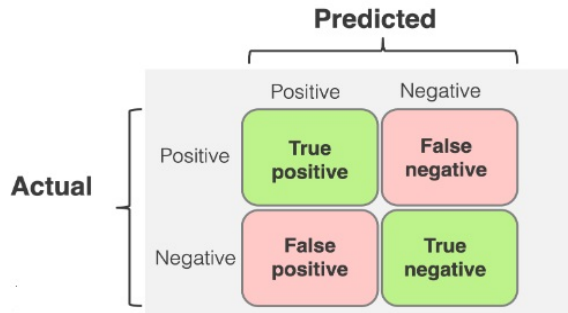 Predicted
Positive Negative
Actual
Positive
True
positive
False
negative
Negative
False
positive
True
negative